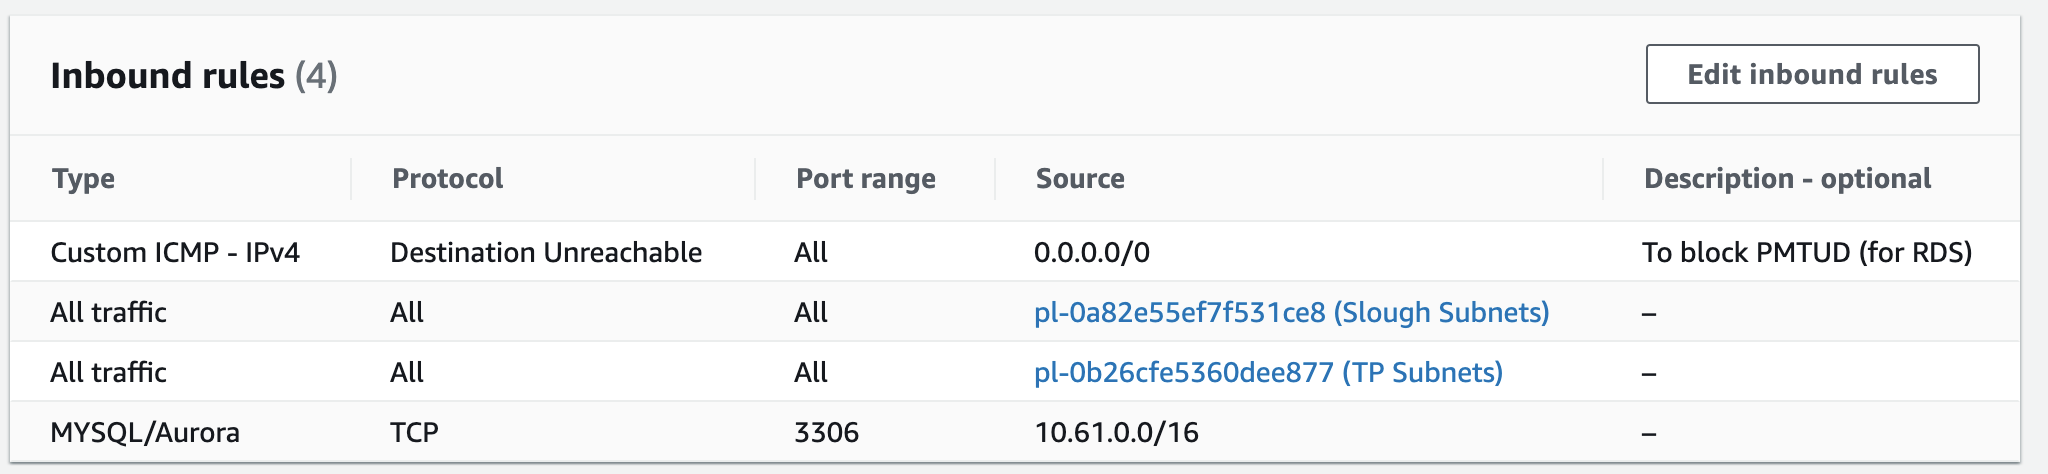 Inbound rules (4)
Edit inbound rules
Type Protocol Port range Source Description - optional
Custom ICMP - IPv4 Destination Unreachable All 0.0.0.0/0 To block PMTUD (for RDS)
All traffic All All pl-0a82e55ef7f531ce8 (Slough Subnets) –
All traffic All All pl-0b26cfe5360dee877 (TP Subnets) –
MYSQL/Aurora TCP 3306 10.61.0.0/16 –